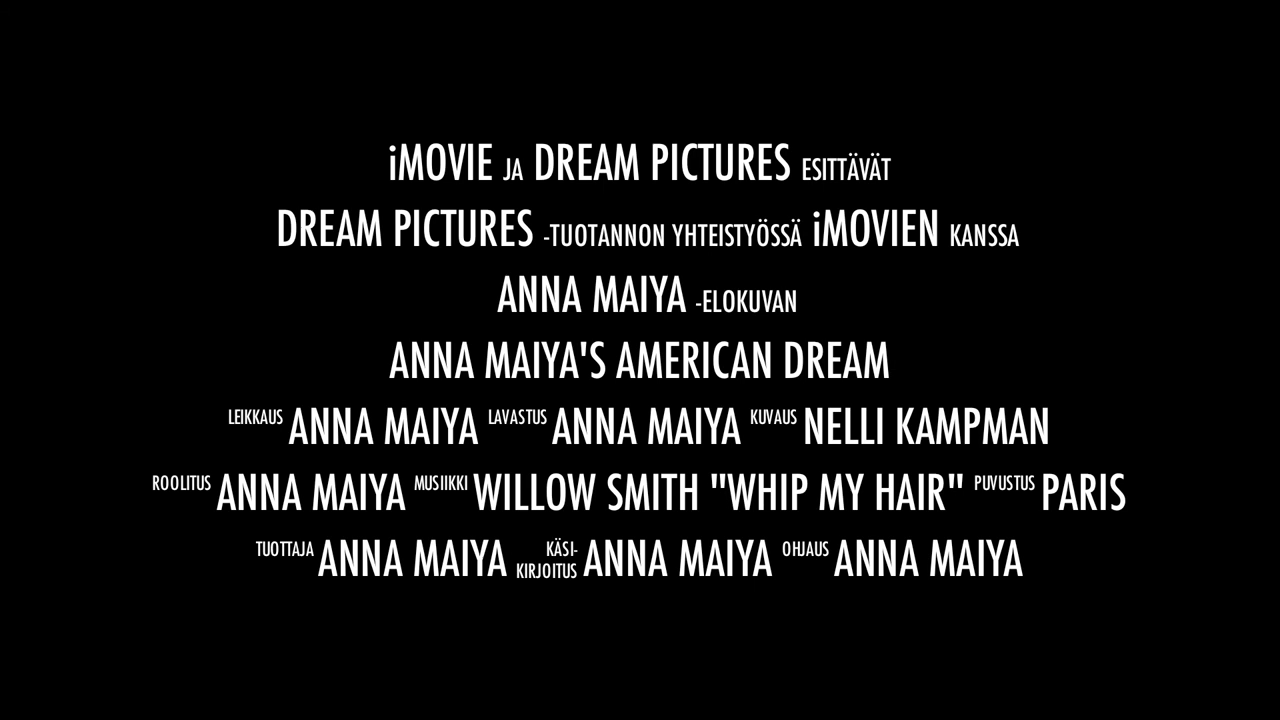 iMOVIE JA DREAM PICTURES ESITTÄVÄT
DREAM PICTURES -TUOTANNON YHTEISTYÖSSÄ iMOVIEN KANSSA
ANNA MAIYA -ELOKUVAN
ANNA MAIYA'S AMERICAN DREAM
LEIKKAUS ANNA MAIYA LAVASTUS ANNA MAIYA KUVAUS NELLI KAMPMAN
ROOLITUS ANNA MAIYA MUSIIKKI WILLOW SMITH "WHIP MY HAIR" PUVUSTUS PARIS
TUOTTAJA ANNA MAIYA KÄSI-KIRJOITUS ANNA MAIYA OHJAUS ANNA MAIYA